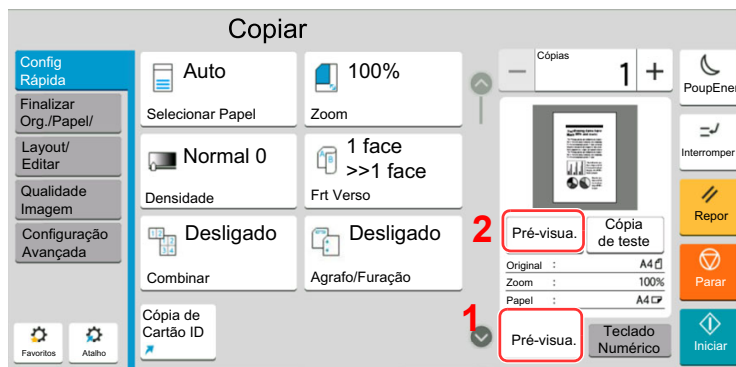 Copiar
Config
Rápida
Finalizar
Org./Papel/
Layout/
Editar
Qualidade
Imagem
Configuração
Avançada
Favoritos
Atalho
Auto
Selecionar Papel
100%
Zoom
Normal 0
Densidade
1 face
>>1 face
Frt Verso
Desligado
Combinar
Desligado
Agrafo/Furação
Cópia de
Cartão ID
Cópias
1
2
Pré-visua.
Cópia
de teste
Original : A4
Zoom : 100%
Papel : A4
1
Pré-visua.
Teclado
Numérico
PoupEner
Interromper
Repor
Parar
Iniciar